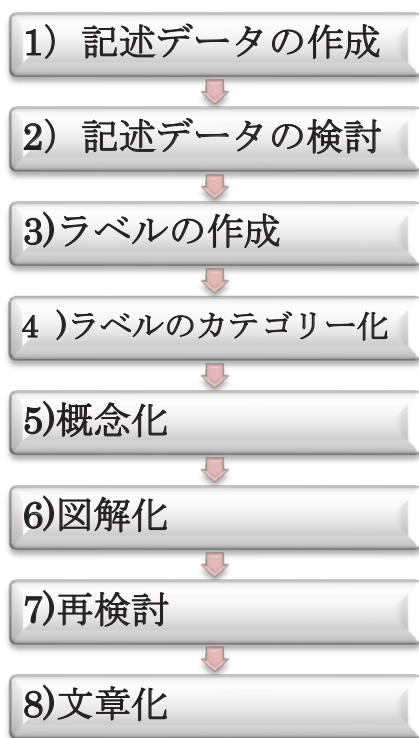 1）記述データの作成
2）記述データの検討
3)ラベルの作成
4 )ラベルのカテゴリー化
5)概念化
6)図解化
7)再検討
8)文章化